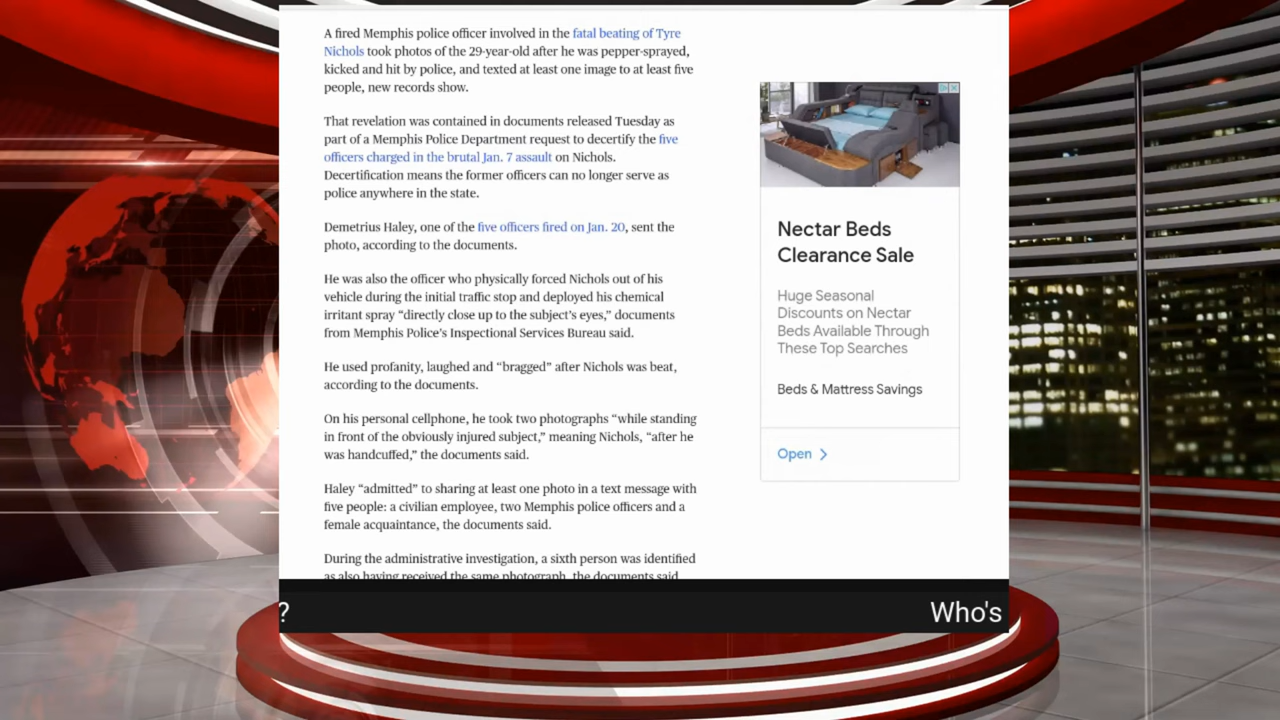 A fired Memphis police officer involved in the fatal beating of Tyre
Nichols took photos of the 29-year-old after he was pepper-sprayed,
kicked and hit by police, and texted at least one image to at least five
people, new records show.
That revelation was contained in documents released Tuesday as
part of a Memphis Police Department request to decertify the five
officers charged in the brutal Jan. 7 assault on Nichols.
Decertification means the former officers can no longer serve as
police anywhere in the state.
Demetrius Haley, one of the five officers fired on Jan. 20, sent the
photo, according to the documents.
He was also the officer who physically forced Nichols out of his
vehicle during the initial traffic stop and deployed his chemical
irritant spray “directly close up to the subject’s eyes,” documents
from Memphis Police’s Inspectional Services Bureau said.
He used profanity, laughed and “bragged” after Nichols was beat,
according to the documents.
On his personal cellphone, he took two photographs “while standing
in front of the obviously injured subject,” meaning Nichols, “after he
was handcuffed,” the documents said.
Haley “admitted” to sharing at least one photo in a text message with
five people: a civilian employee, two Memphis police officers and a
female acquaintance, the documents said.
During the administrative investigation, a sixth person was identified
as also having received the same photograph, the documents said
Nectar Beds
Clearance Sale
Huge Seasonal
Discounts on Nectar
Beds Available Through
These Top Searches
Beds & Mattress Savings
Open
?
Who's